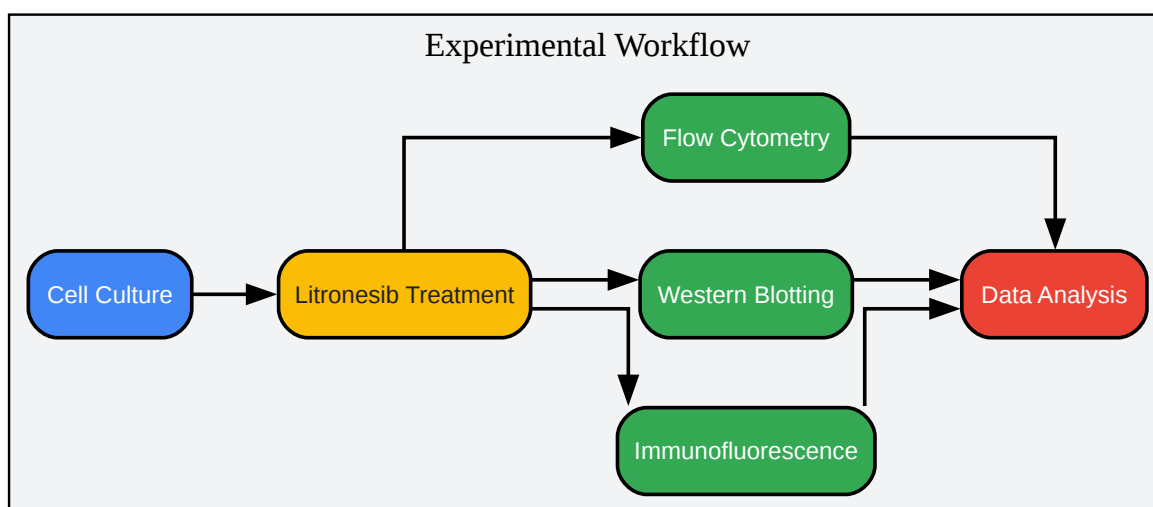 Experimental Workflow
Flow Cytometry
Cell Culture
Litronesib Treatment
Western Blotting
Data Analysis
Immunofluorescence